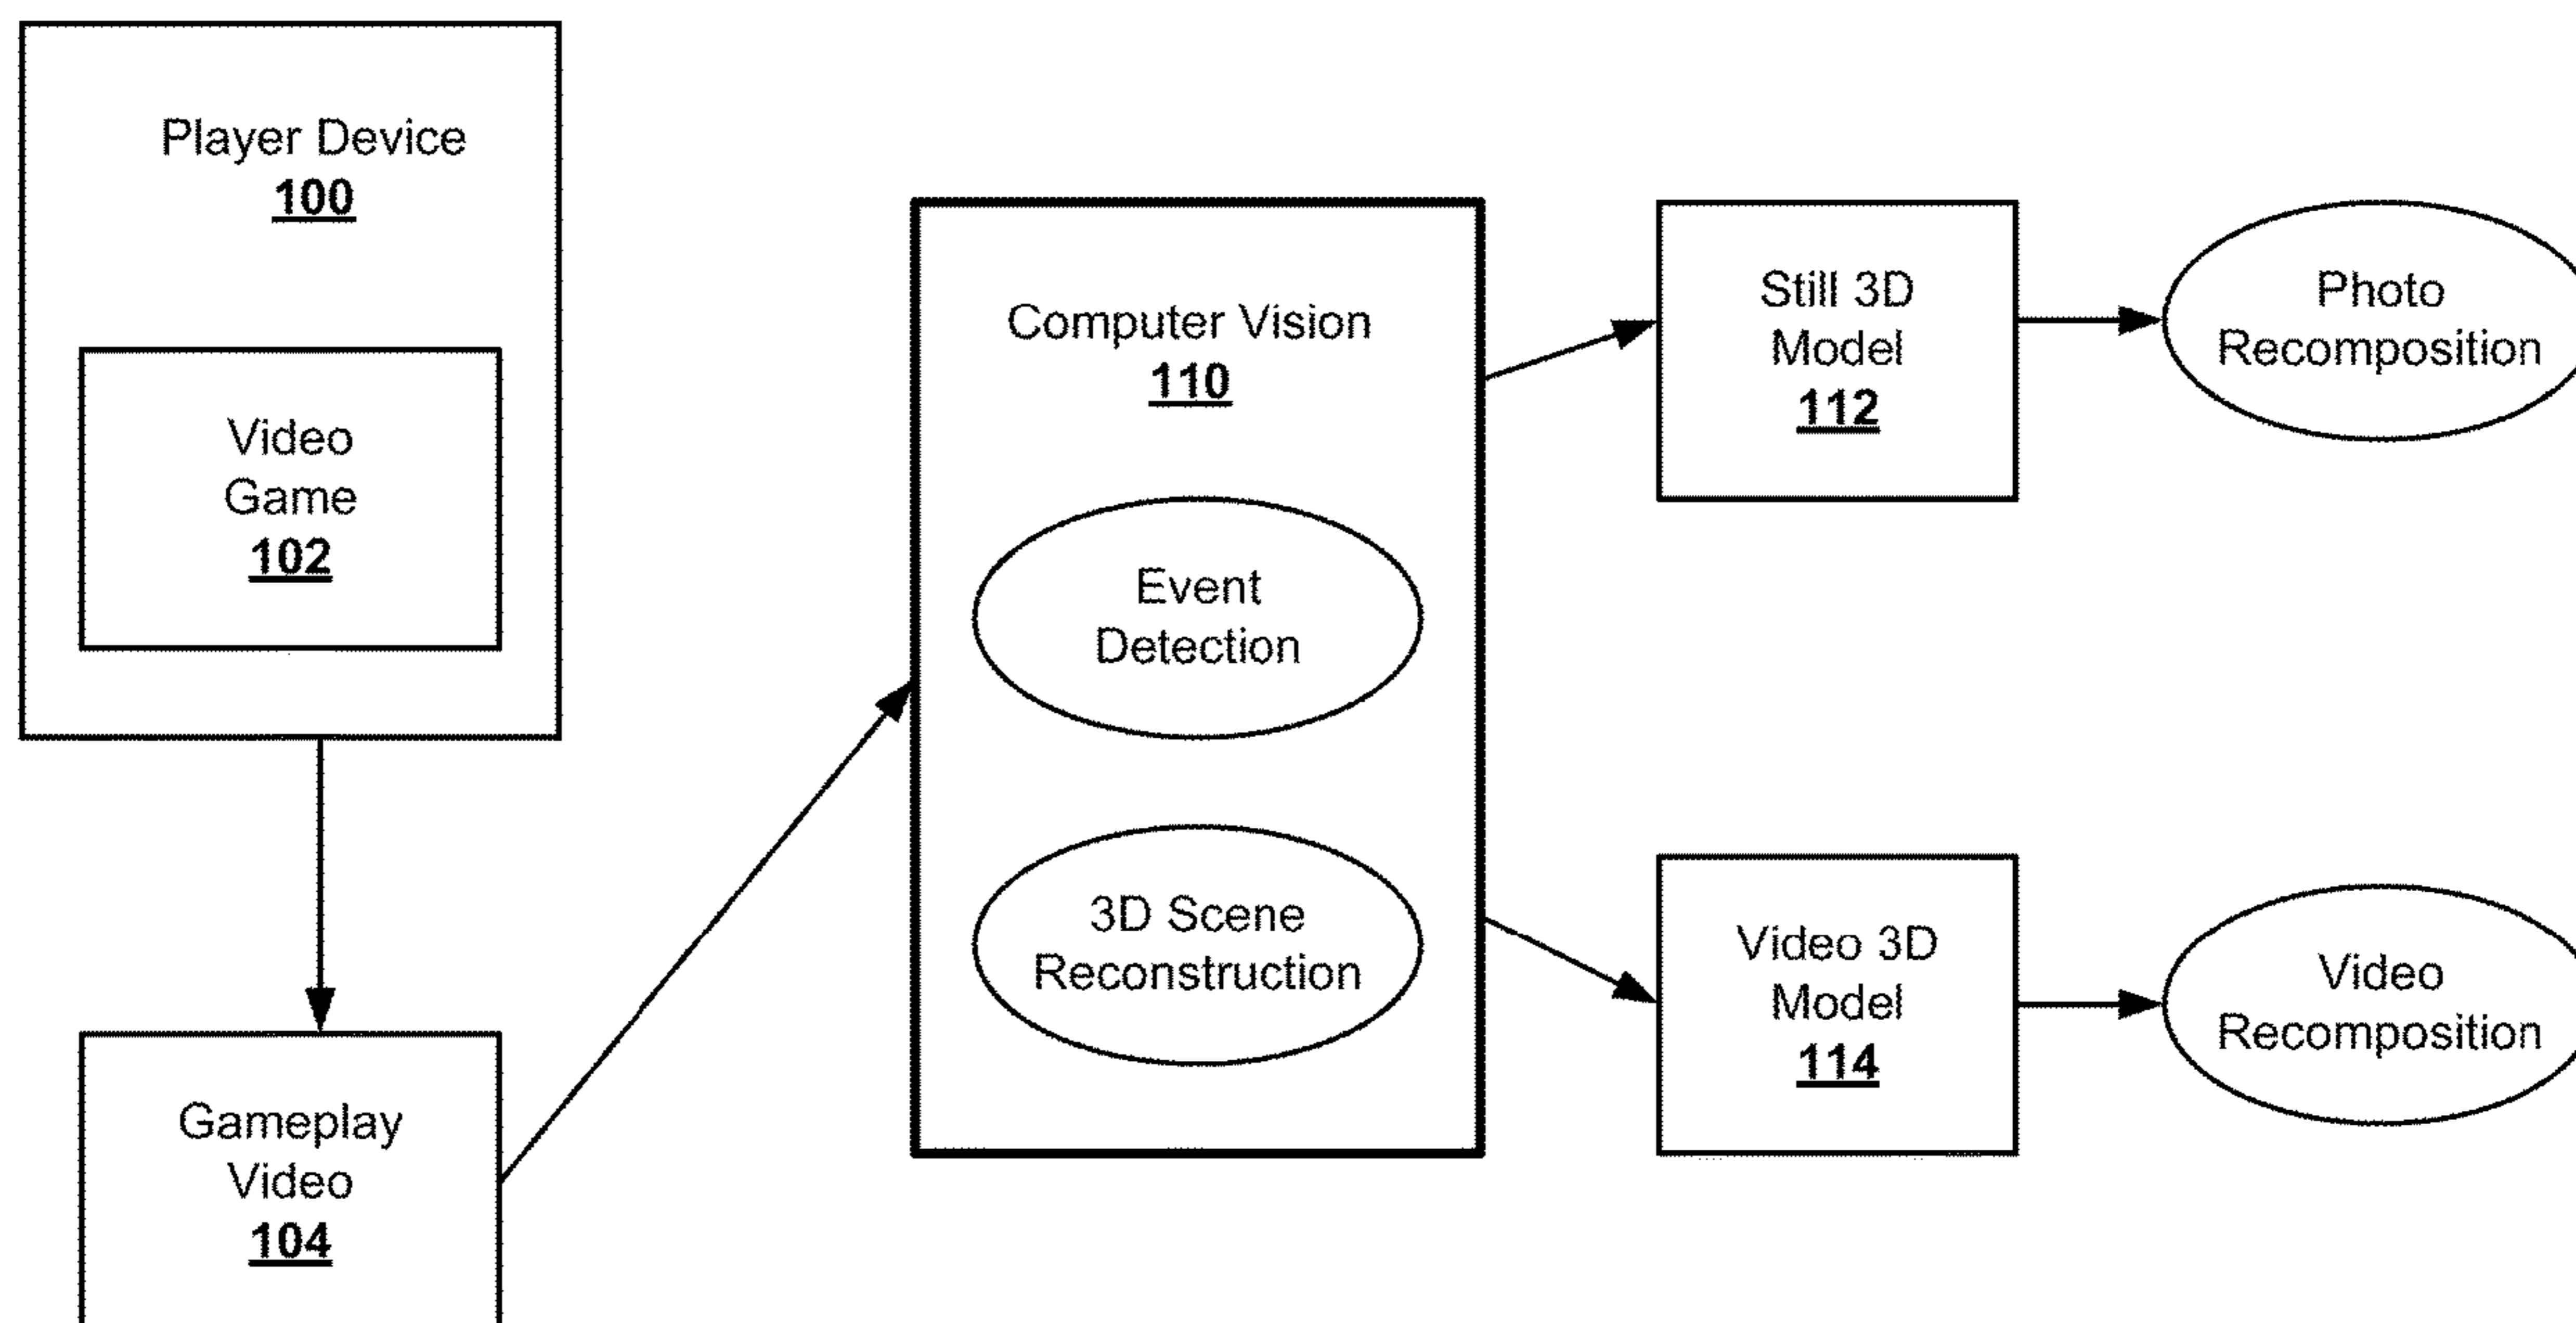 Player Device
100
Video
Game
102
Gameplay
Video
104
Computer Vision
110
Event
Detection
3D Scene
Reconstruction
Still 3D
Model
112
Photo
Recomposition
Video 3D
Model
114
Video
Recomposition